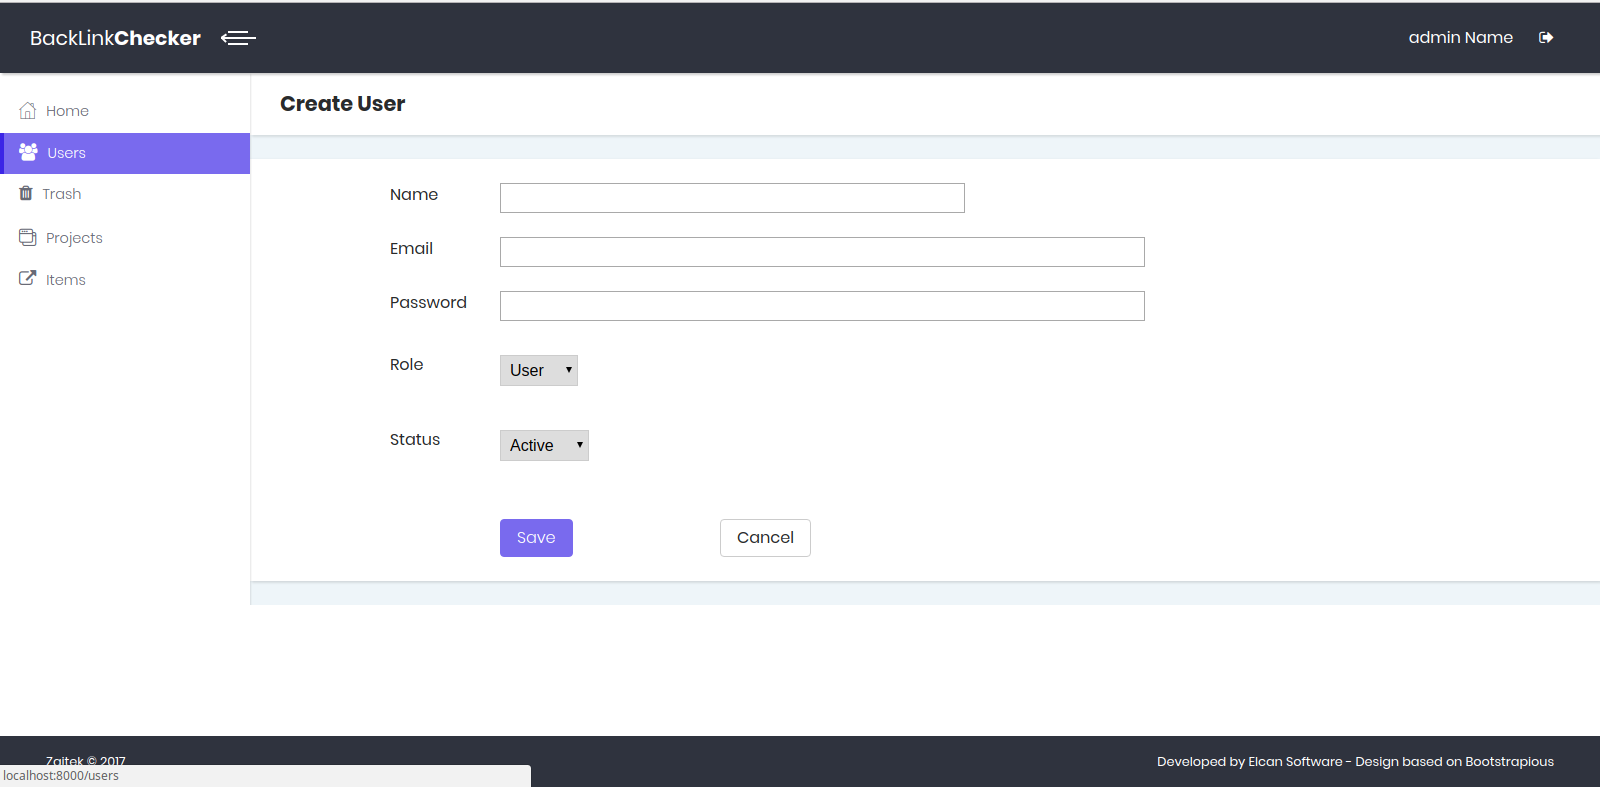 BackLinkChecker
admin Name
Home
Users
Trash
Projects
Items
Create User
Name
Email
Password
Role
User
Status
Active
Save
Cancel
Zaitek © 2017
Developed by Elcan Software - Design based on Bootstrapious
localhost:8000/users